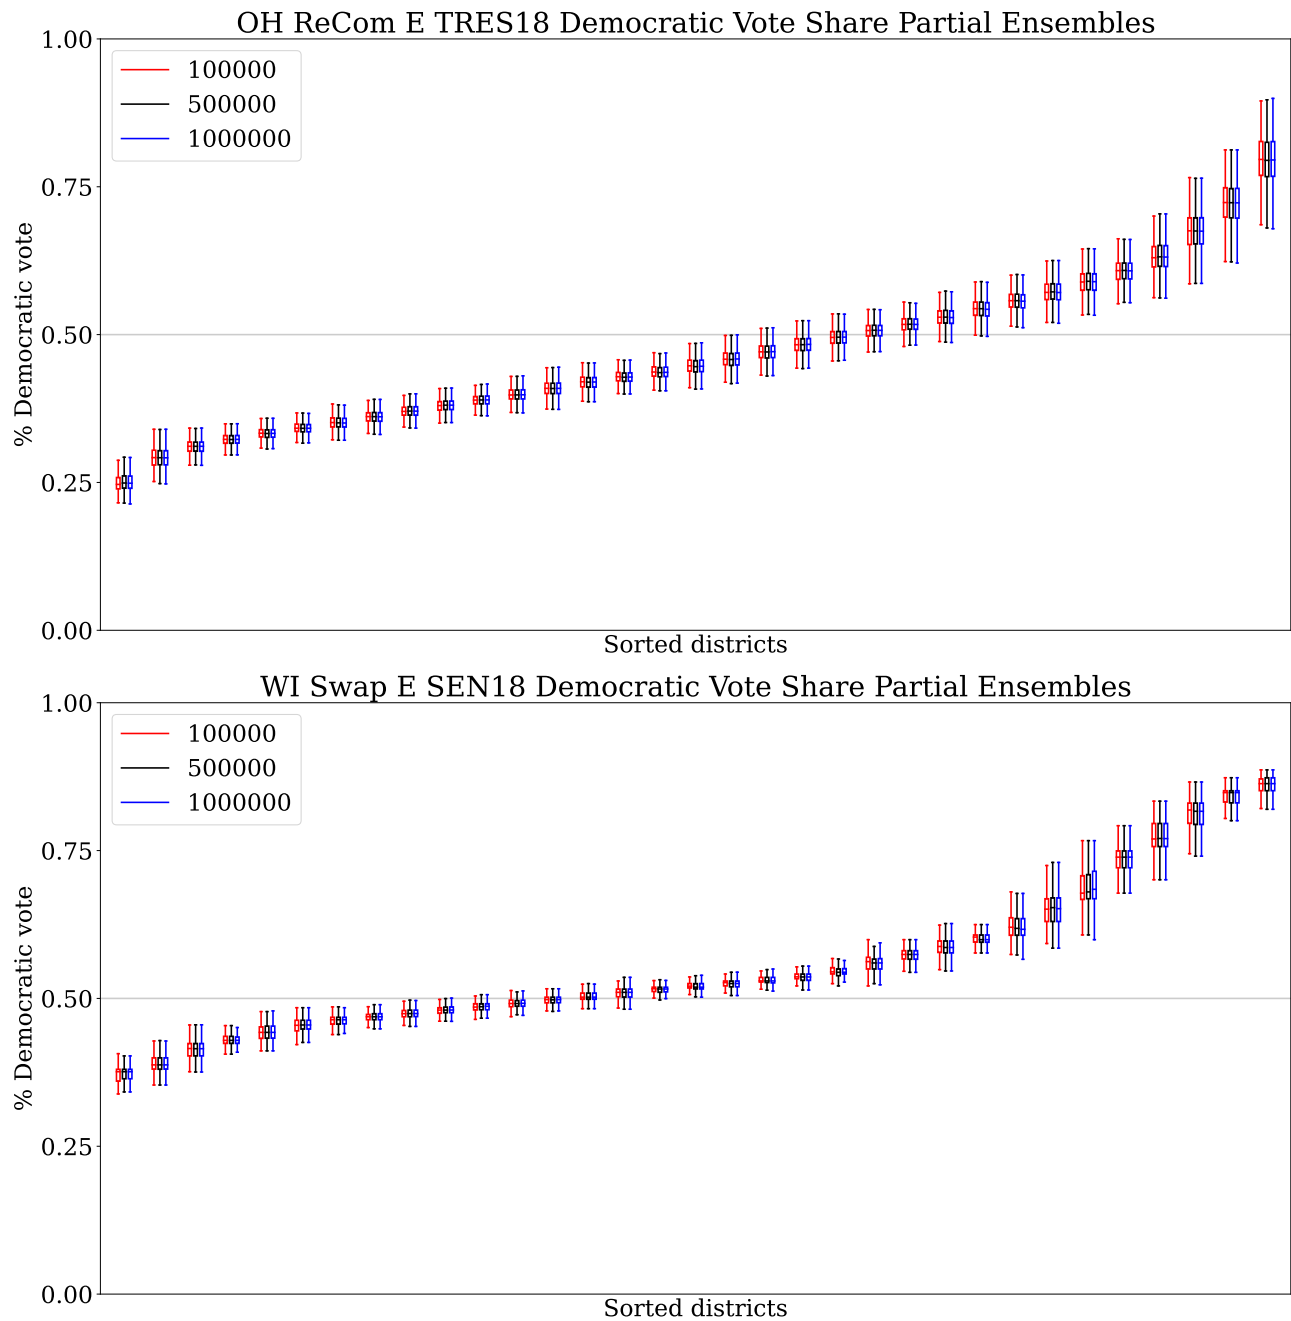 OH ReCom E TRES18 Democratic Vote Share Partial Ensembles
1.00
100000
500000
1000000
0.75
% Democratic vote
0.50
0.25
0.00
Sorted districts
WI Swap E SEN18 Democratic Vote Share Partial Ensembles
1.00
100000
500000
1000000
0.75
% Democratic vote
0.50
0.25
0.00
Sorted districts